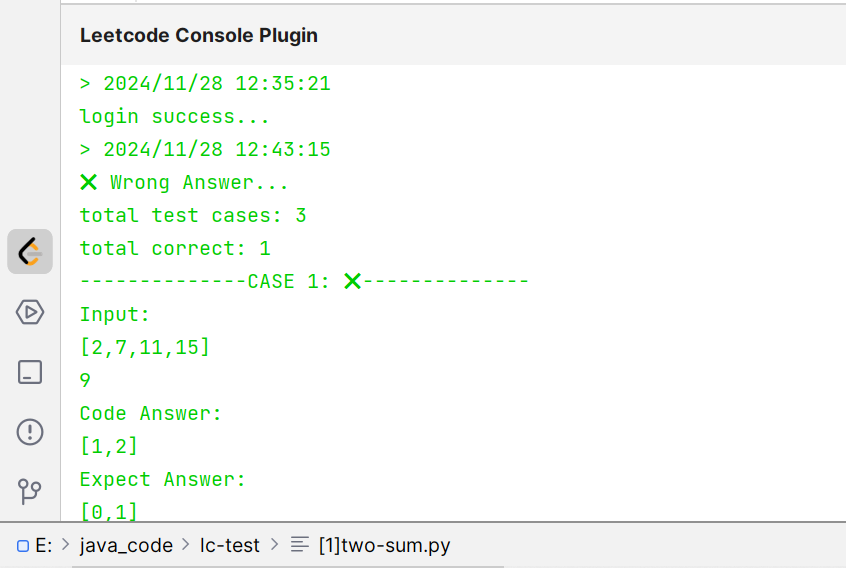 Leetcode Console Plugin
> 2024/11/28 12:35:21
login success...
> 2024/11/28 12:43:15
❌ Wrong Answer...
total test cases: 3
total correct: 1
--------------CASE 1: ❌--------------
Input:
[2,7,11,15]
9
Code Answer:
[1,2]
Expect Answer:
[0,1]
E: > java_code > lc-test > [1]two-sum.py